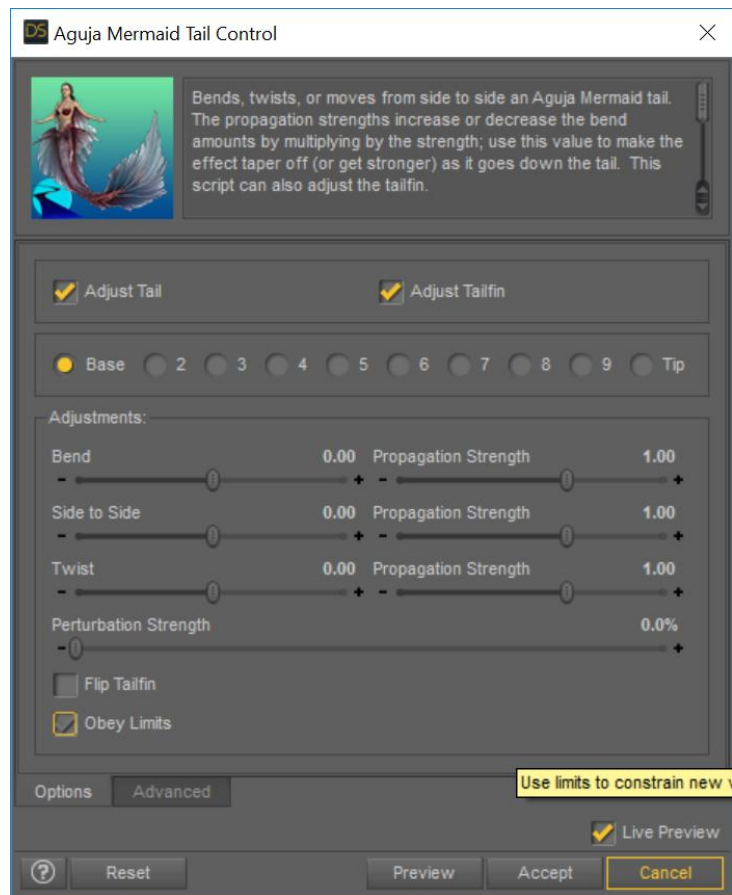 DS Aguja Mermaid Tail Control
Bends, twists, or moves from side to side an Aguja Mermaid tail.
The propagation strengths increase or decrease the bend
amounts by multiplying by the strength; use this value to make the
effect taper off (or get stronger) as it goes down the tail. This
script can also adjust the tailfin.
Adjust Tail Adjust Tailfin
Base 2 3 4 5 6 7 8 9 Tip
Adjustments:
Bend 0.00 Propagation Strength 1.00
- + - +
Side to Side 0.00 Propagation Strength 1.00
- + - +
Twist 0.00 Propagation Strength 1.00
- + - +
Perturbation Strength 0.0%
- +
Flip Tailfin
Obey Limits
Use limits to constrain new
Options Advanced
Live Preview
? Reset Preview Accept Cancel